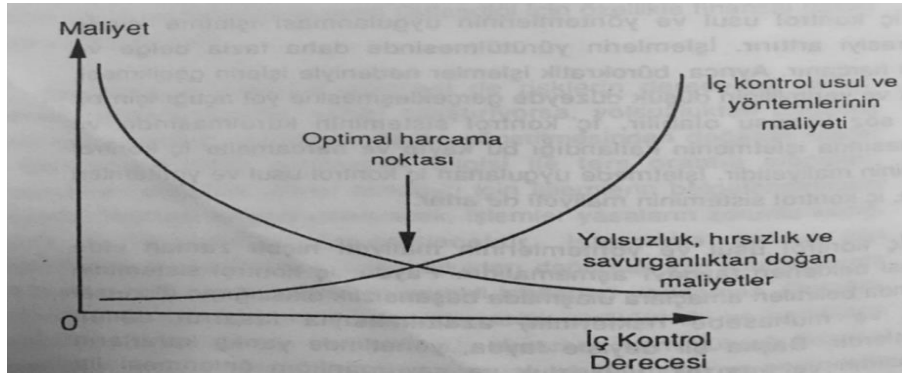 Maliyet
İç kontrol usul ve
yöntemlerinin
maliyeti
Optimal harcama
noktası
Yolsuzluk, hırsızlık ve
savurganlıktan doğan
maliyetler
0
İç Kontrol
Derecesi